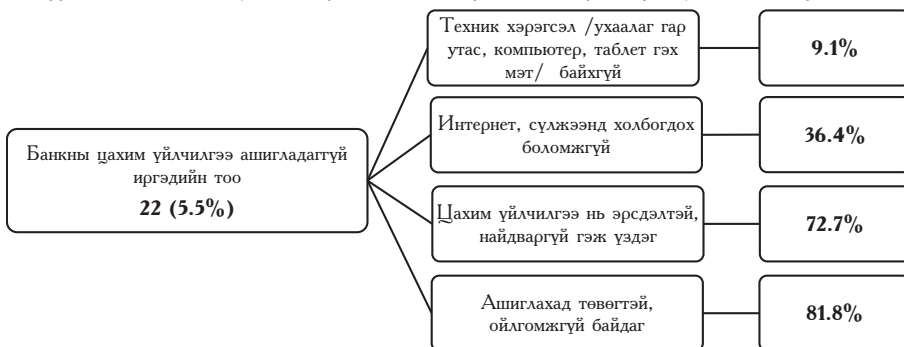 Техник хэрэгсэл /ухаалаг гар
утас, компьютер, таблет гэх
мэт/ байхгүй
9.1%
Интернет, сүлжээнд холбогдох
боломжгүй
36.4%
Банкны цахим үйлчилгээ ашигладаггүй
иргэдийн тоо
22 (5.5%)
Цахим үйлчилгээ нь эрсдэлтэй,
найдваргүй гэж үздэг
72.7%
Ашиглахад төвөгтэй,
ойлгомжгүй байдаг
81.8%